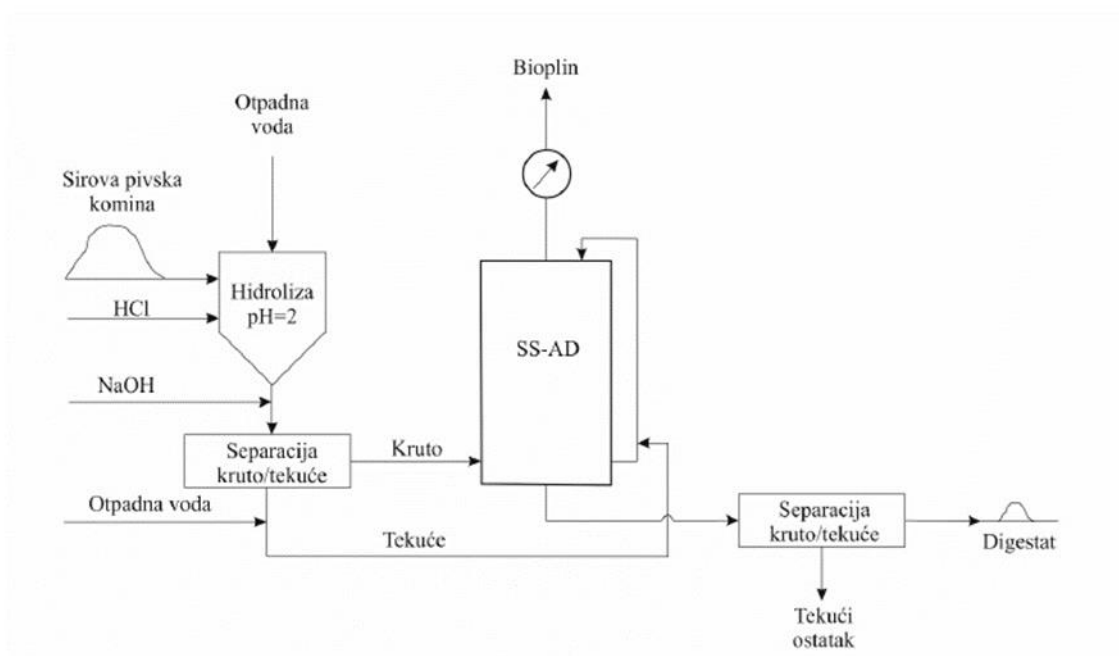 Bioplin
Otpadna
voda
Sirova pivska
komina
Hidroliza
pH=2
HCl
SS-AD
NaOH
Separacija
kruto/tekuće
Kruto
Otpadna voda
Tekuće
Separacija
kruto/tekuće
Digestat
Tekući
ostatak